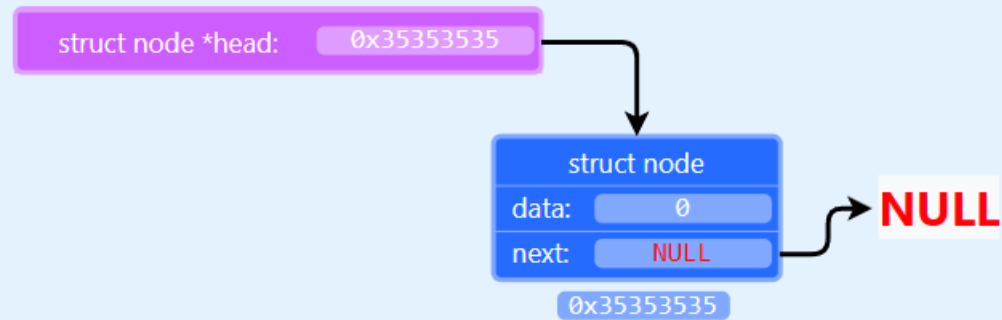 struct node *head: 0x35353535
struct node
data: 0
next: NULL
NULL
0x35353535